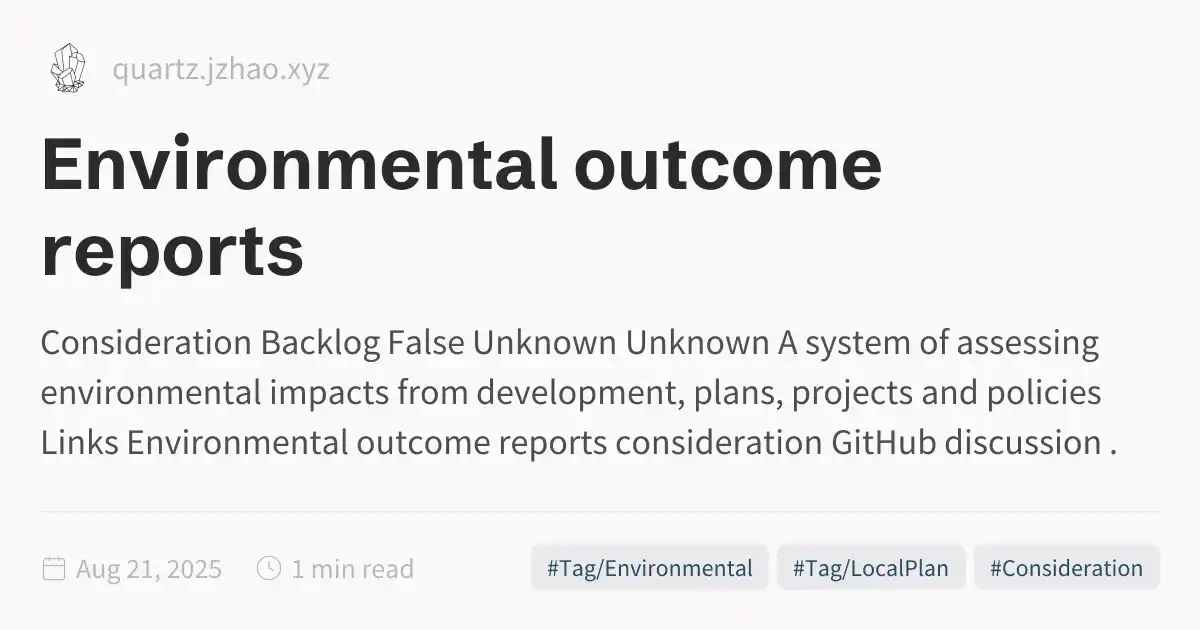 quartz.jzhao.xyz
Environmental outcome
reports
Consideration Backlog False Unknown Unknown A system of assessing
environmental impacts from development, plans, projects and policies
Links Environmental outcome reports consideration GitHub discussion .
Aug 21, 2025 1 min read #Tag/Environmental #Tag/LocalPlan #Consideration